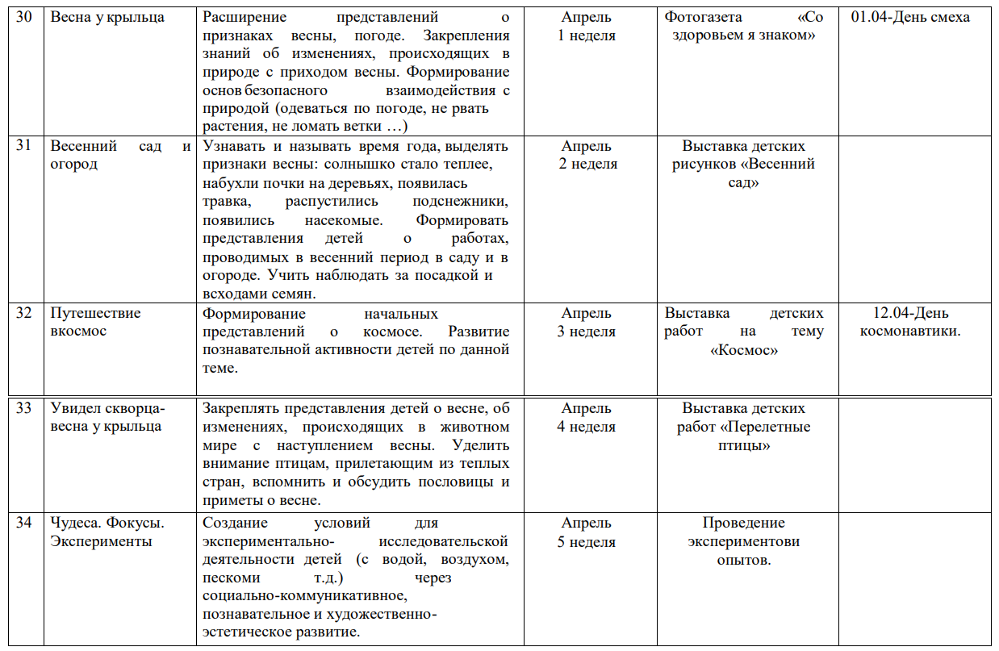 30
Весна у крыльца
Расширение представлений о
признаках весны, погоде. Закрепления
знаний об изменениях, происходящих в
природе с приходом весны. Формирование
основ безопасного взаимодействия с
природой (одеваться по погоде, не рвать
растения, не ломать ветки …)
Апрель
1 неделя
Фотогазета «Со
здоровьем я знаком»
01.04-День смеха
31
Весенний сад и
огород
Узнавать и называть время года, выделять
признаки весны: солнышко стало теплее,
набухли почки на деревьях, появилась
травка, распустились подснежники,
появились насекомые. Формировать
представления детей о работах,
проводимых в весенний период в саду и в
огороде. Учить наблюдать за посадкой и
всходами семян.
Апрель
2 неделя
Выставка детских
рисунков «Весенний
сад»
32
Путешествие
вкосмос
Формирование начальных
представлений о космосе. Развитие
познавательной активности детей по данной
теме.
Апрель
3 неделя
Выставка детских
работ на тему
«Космос»
12.04-День
космонавтики.
33
Увидел скворца-
весна у крыльца
Закреплять представления детей о весне, об
изменениях, происходящих в животном
мире с наступлением весны. Уделить
внимание птицам, прилетающим из теплых
стран, вспомнить и обсудить пословицы и
приметы о весне.
Апрель
4 неделя
Выставка детских
работ «Перелетные
птицы»
34
Чудеса. Фокусы.
Эксперименты
Создание условий для
экспериментально- исследовательской
деятельности детей (с водой, воздухом,
пескоми т.д.) через
социально-коммуникативное,
познавательное и художественно-
эстетическое развитие.
Апрель
5 неделя
Проведение
экспериментови
опытов.